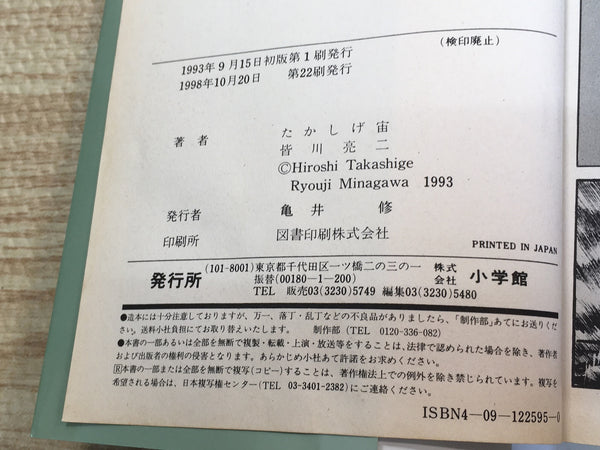 (検印廃止)
1993年9月15日初版第1刷発行
1998年10月20日 第22刷発行
著者 たかしげ宙
皆川亮二
©Hiroshi Takashige
Ryouji Minagawa 1993
発行者 亀井 修
印刷所 図書印刷株式会社
PRINTED IN JAPAN
発行所 (101-8001)東京都千代田区一ツ橋二の三の一 株式会社 小学館
振替(00180-1-200)
TEL 販売03(3230)5749 編集03(3230)5480
●造本には十分注意しておりますが、万一、落丁・乱丁などの不良品がありましたら、「制作部」あてにお送りくだ
さい。送料小社負担にてお取り替えいたします。 制作部(TEL 0120-336-082)
●本書の一部あるいは全部を無断で複製・転載・上演・放送等をすることは、法律で認められた場合を除き、著作者
および出版者の権利の侵害となります。あらかじめ小社あて許諾をお求めください。
Ⓡ本書の一部または全部を無断で複写(コピー)することは、著作権法上での例外を除き禁じられています。複写を
希望される場合は、日本複写権センター(TEL 03-3401-2382)にご連絡ください。
ISBN4-09-122595-0